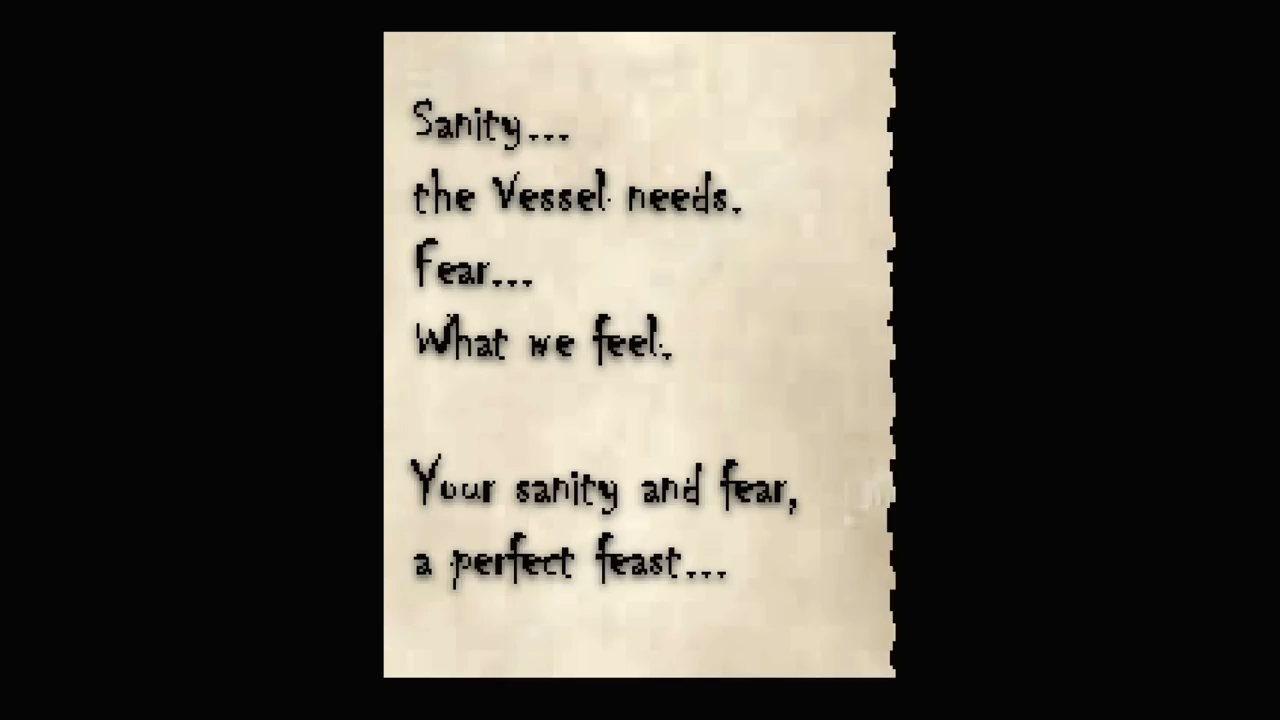 Sanity...
the Vessel needs.
Fear...
What we feel.
Your sanity and fear,
a perfect feast...